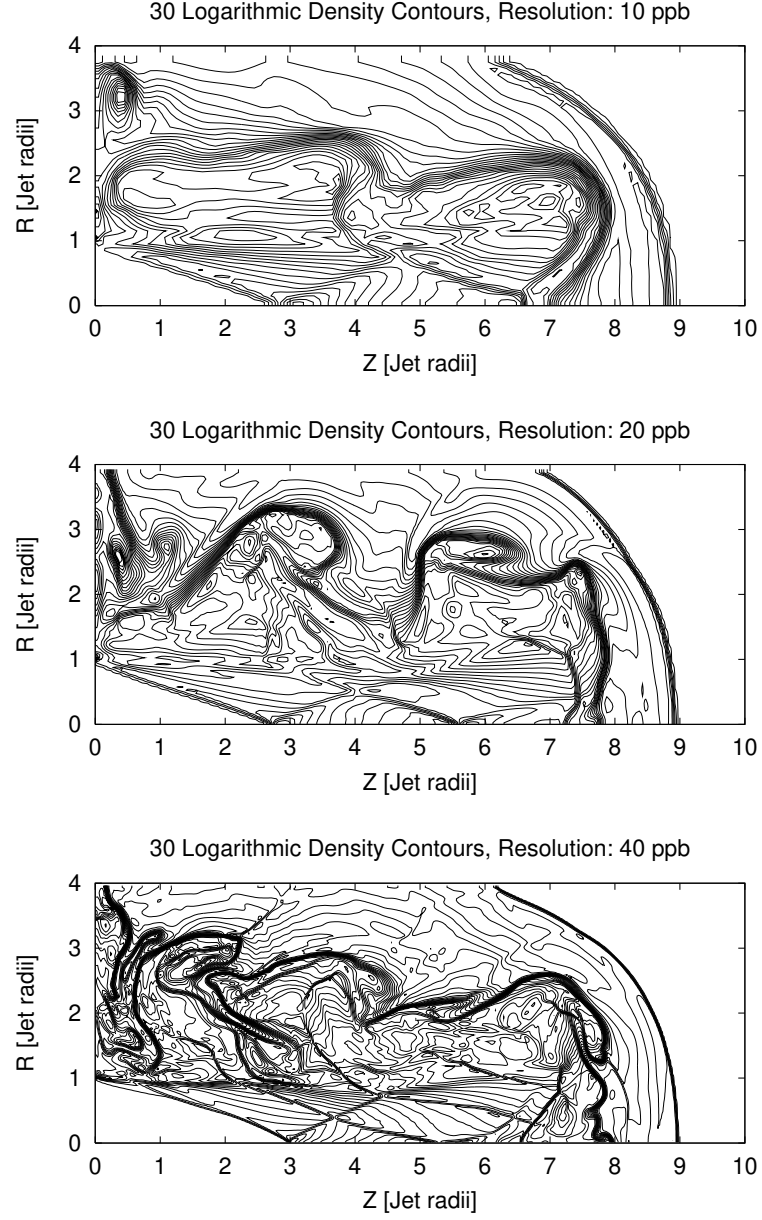 30 Logarithmic Density Contours, Resolution: 10 ppb
4
3
2
1
0
R [Jet radii]
0 1 2 3 4 5 6 7 8 9 10
Z [Jet radii]
30 Logarithmic Density Contours, Resolution: 20 ppb
4
3
2
1
0
R [Jet radii]
0 1 2 3 4 5 6 7 8 9 10
Z [Jet radii]
30 Logarithmic Density Contours, Resolution: 40 ppb
4
3
2
1
0
R [Jet radii]
0 1 2 3 4 5 6 7 8 9 10
Z [Jet radii]